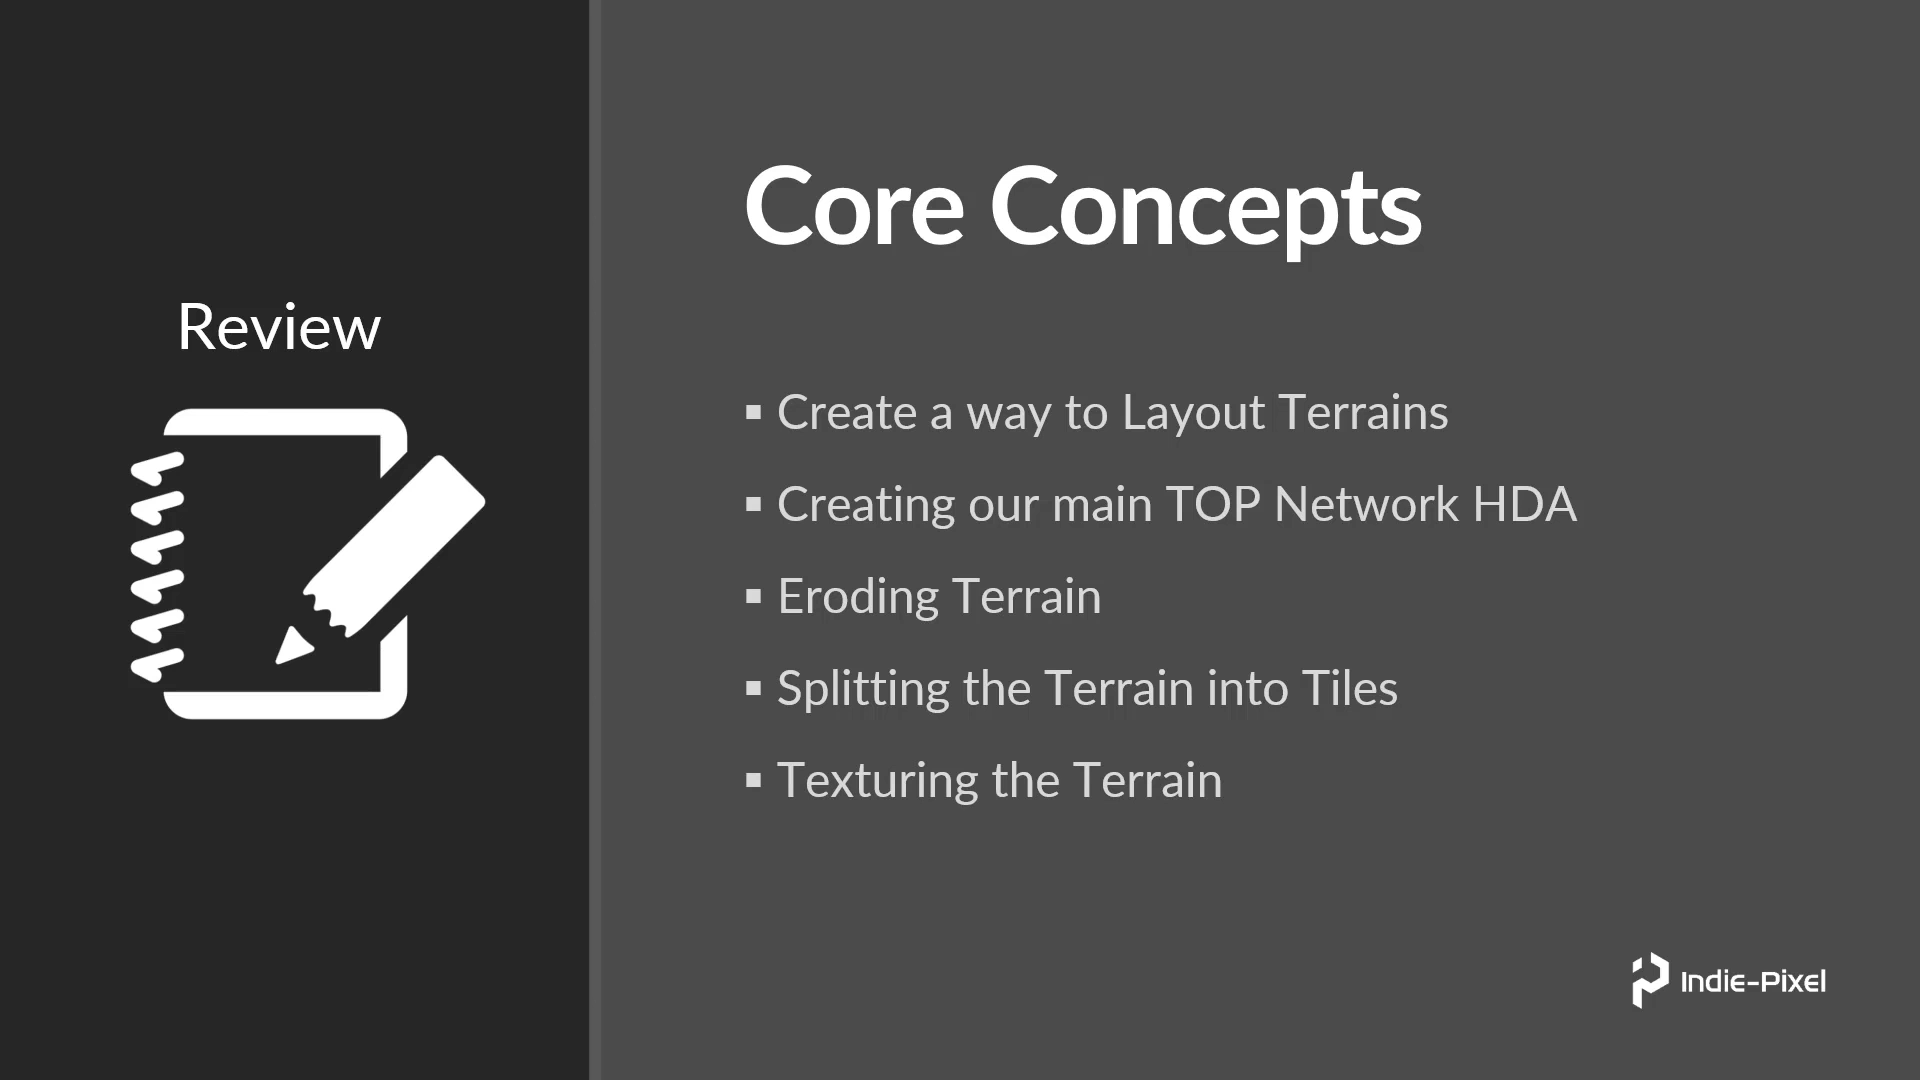 Review
Core Concepts
▪ Create a way to Layout Terrains
▪ Creating our main TOP Network HDA
▪ Eroding Terrain
▪ Splitting the Terrain into Tiles
▪ Texturing the Terrain
Indie-Pixel